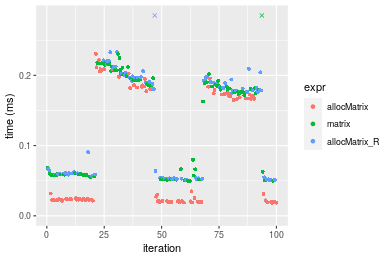 0.2
0.1
0.0
time (ms)
0
25
50
75
100
iteration
expr
allocMatrix
matrix
allocMatrix_R